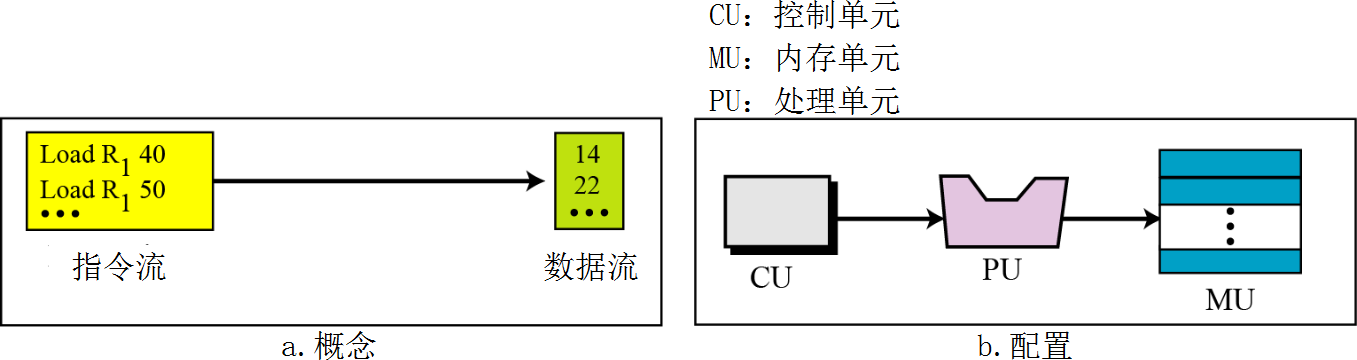 CU：控制单元
MU：内存单元
PU：处理单元
Load R1 40
Load R1 50
•••
指令流
14
22
•••
数据流
a.概念
CU
PU
MU
b.配置